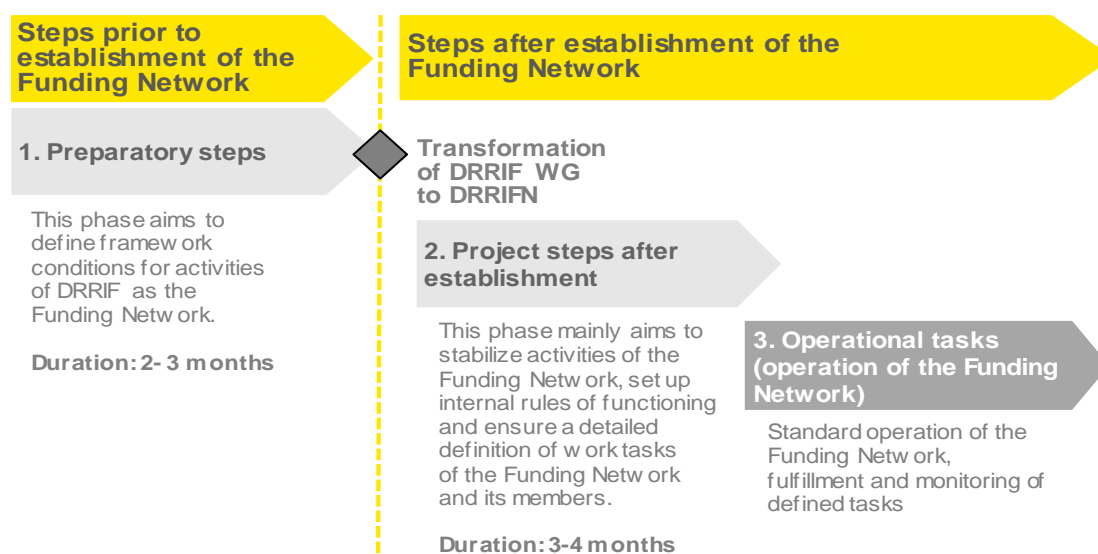 Steps prior to
establishment of the
Funding Network
Steps after establishment of the
Funding Network
1. Preparatory steps
Transformation
of DRRIF WG
to DRRIFN
This phase aims to
define framework
conditions for activities
of DRRIF as the
Funding Network.
Duration: 2-3 months
2. Project steps after
establishment
This phase mainly aims to
stabilize activities of the
Funding Network, set up
internal rules of functioning
and ensure a detailed
definition of work tasks
of the Funding Network
and its members.
Duration: 3-4 months
3. Operational tasks
(operation of the Funding
Network)
Standard operation of the
Funding Network,
fulfillment and monitoring of
defined tasks